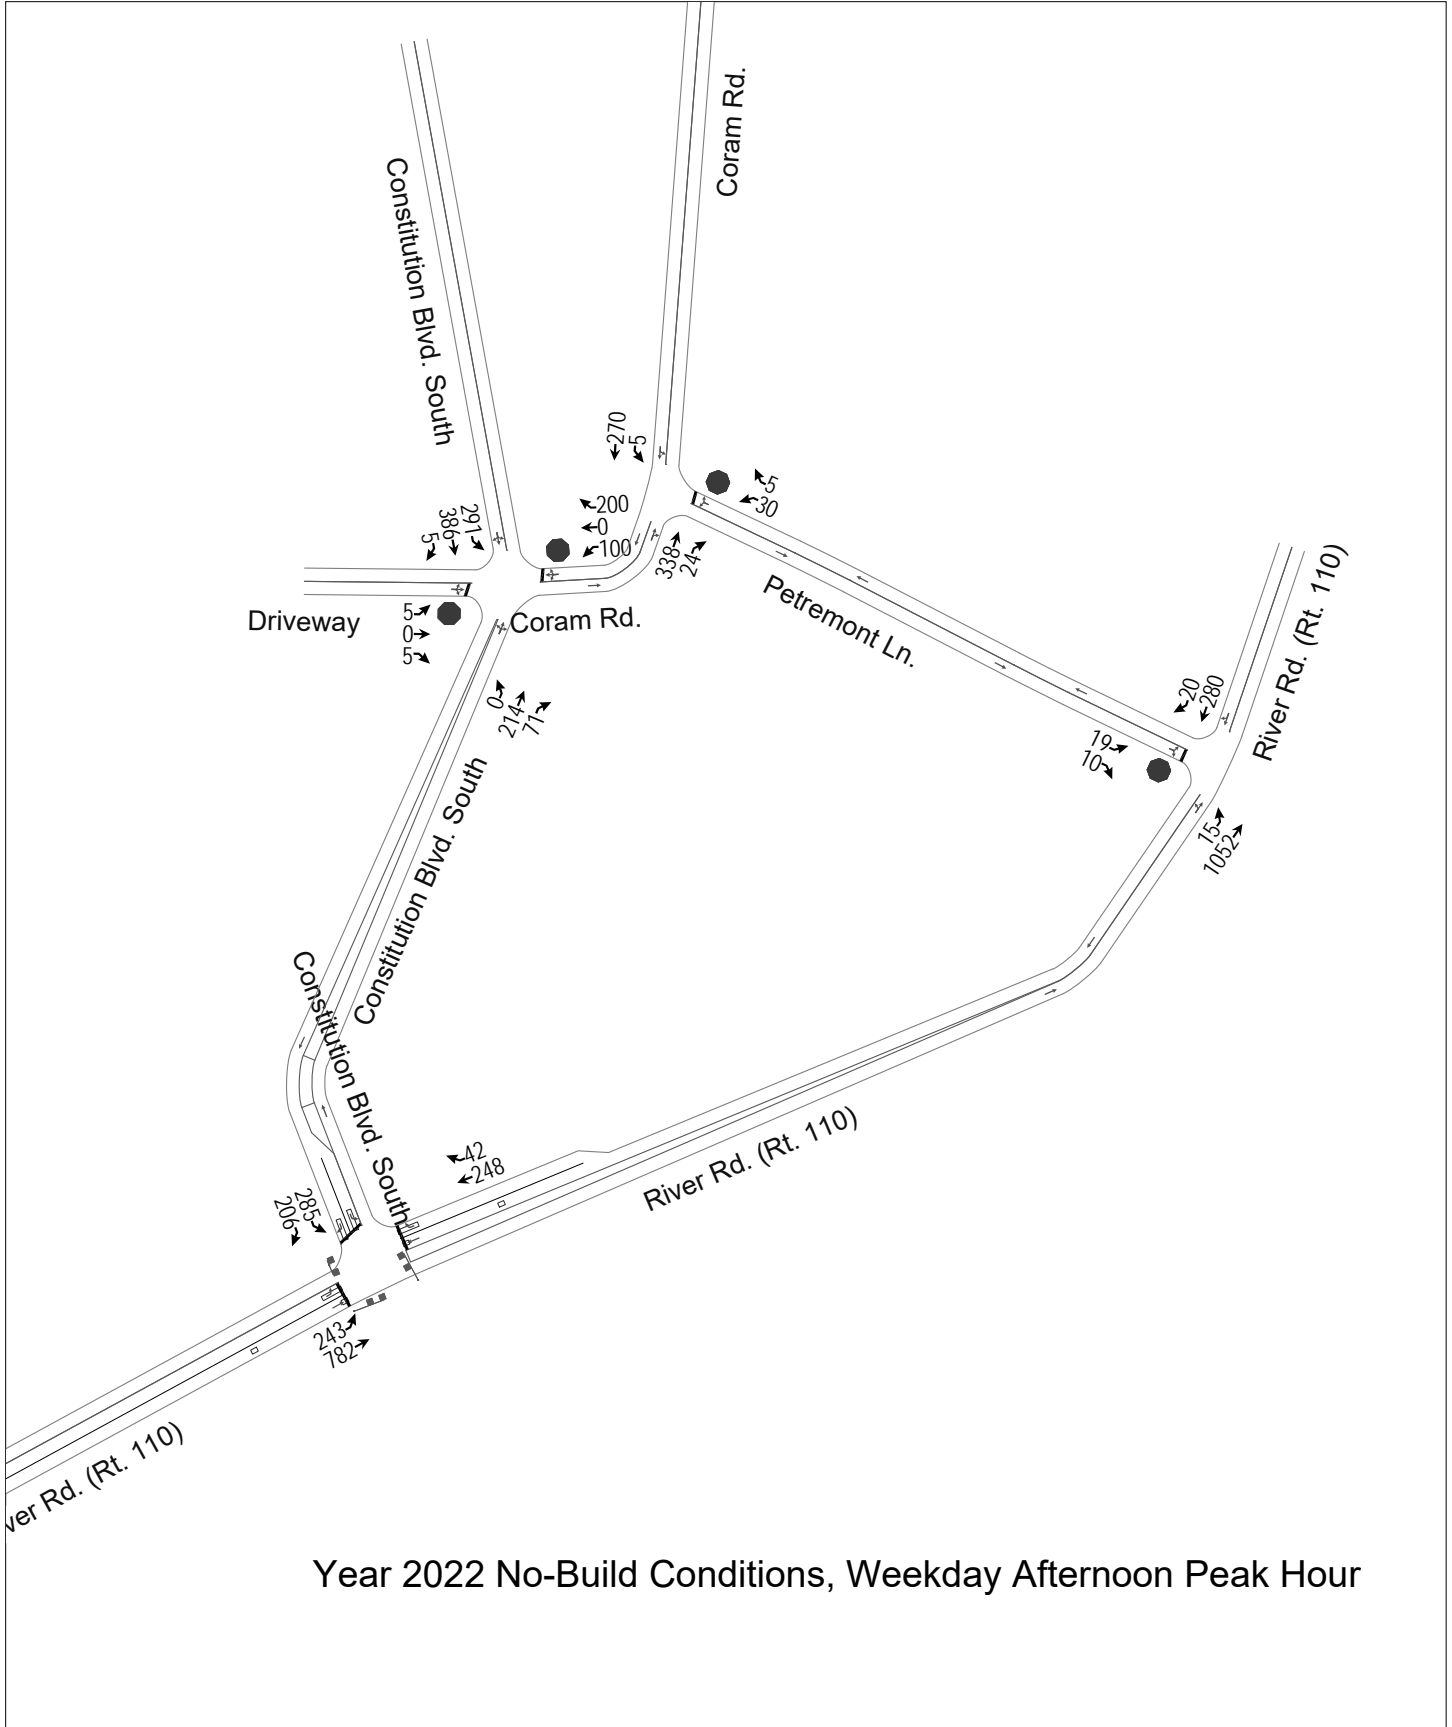 Coram Rd.
Constitution Blvd. South
270
5
5
30
200
0
100
291
386
5
338
24
5
0
5
Driveway
Coram Rd.
Petremont Ln.
River Rd. (Rt. 110)
0
214
71
20
280
19
10
15
1052
Constitution Blvd. South
Constitution Blvd. South
42
248
River Rd. (Rt. 110)
285
206
243
782
ver Rd. (Rt. 110)
Year 2022 No-Build Conditions, Weekday Afternoon Peak Hour